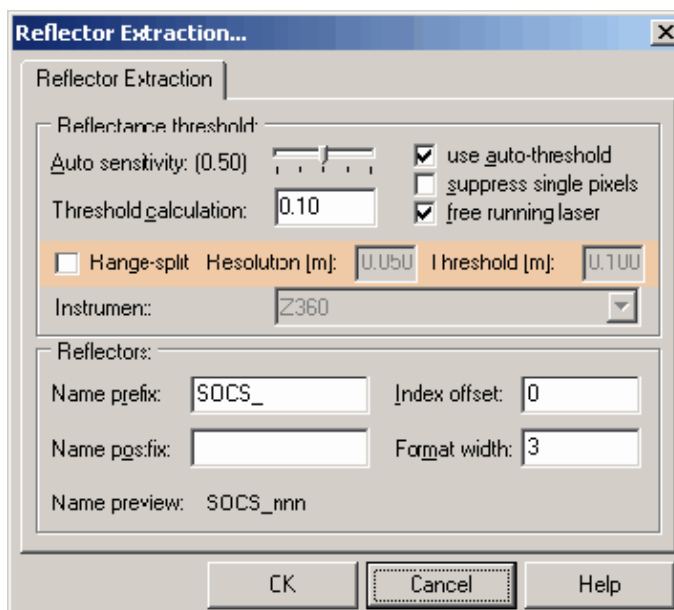 Reflector Extraction...
Reflector Extraction
Reflectance threshold:
Auto sensitivity: (0.50)
use auto-threshold
suppress single pixels
Threshold calculation: 0.10
free running laser
Range-split Resolution [m]: 0.050 Threshold [m]: 0.100
Instrument: Z360
Reflectors:
Name prefix: SOCS_ Index offset: 0
Name postfix: Format width: 3
Name preview: SOCS_nnn
OK Cancel Help